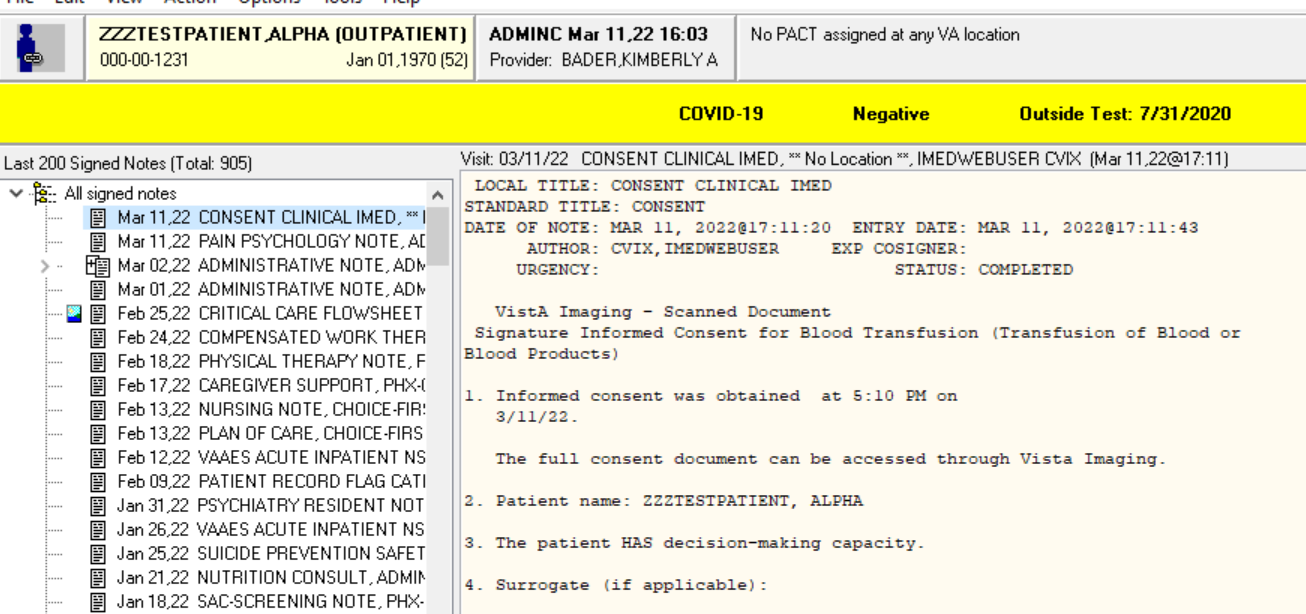 File Edit View Action Options Tools Help
ZZZTESTPATIENT,ALPHA (OUTPATIENT)
000-00-1231 Jan 01,1970 (52)
ADMINC Mar 11,22 16:03
Provider: BADER,KIMBERLY A
No PACT assigned at any VA location
COVID-19 Negative Outside Test: 7/31/2020
Last 200 Signed Notes (Total: 905)
All signed notes
Mar 11,22 CONSENT CLINICAL IMED, **
Mar 11,22 PAIN PSYCHOLOGY NOTE, AD
Mar 02,22 ADMINISTRATIVE NOTE, ADM
Mar 01,22 ADMINISTRATIVE NOTE, ADM
Feb 25,22 CRITICAL CARE FLOWSHEET
Feb 24,22 COMPENSATED WORK THER
Feb 18,22 PHYSICAL THERAPY NOTE, F
Feb 17,22 CAREGIVER SUPPORT, PHX-
Feb 13,22 NURSING NOTE, CHOICE-FIR
Feb 13,22 PLAN OF CARE, CHOICE-FIRS
Feb 12,22 VAAES ACUTE INPATIENT NS
Feb 09,22 PATIENT RECORD FLAG CATI
Jan 31,22 PSYCHIATRY RESIDENT NOT
Jan 26,22 VAAES ACUTE INPATIENT NS
Jan 25,22 SUICIDE PREVENTION SAFET
Jan 21,22 NUTRITION CONSULT, ADMIN
Jan 18,22 SAC-SCREENING NOTE, PHX-
Visit: 03/11/22 CONSENT CLINICAL IMED, ** No Location **, IMEDWEBUSER CVIX (Mar 11,22@17:11)
LOCAL TITLE: CONSENT CLINICAL IMED
STANDARD TITLE: CONSENT
DATE OF NOTE: MAR 11, 2022@17:11:20 ENTRY DATE: MAR 11, 2022@17:11:43
AUTHOR: CVIX,IMEDWEBUSER EXP COSIGNER:
URGENCY: STATUS: COMPLETED
VistA Imaging - Scanned Document
Signature Informed Consent for Blood Transfusion (Transfusion of Blood or
Blood Products)
1. Informed consent was obtained at 5:10 PM on
3/11/22.
The full consent document can be accessed through Vista Imaging.
2. Patient name: ZZZTESTPATIENT, ALPHA
3. The patient HAS decision-making capacity.
4. Surrogate (if applicable):